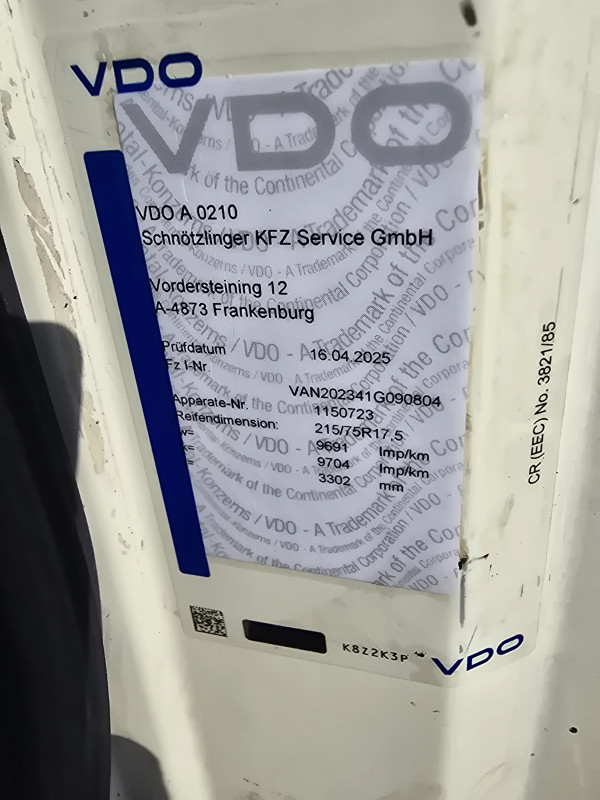 VDO
VDO
VDO A 0210
Schnötzlinger KFZ Service GmbH
Vordersteining 12
A-4873 Frankenburg
Prüfdatum 16.04.2025
Fz I-Nr.
VAN202341G090804
Apparate-Nr. 1150723
Reifendimension: 215/75R17,5
w= 9691 Imp/km
k= 9704 Imp/km
= 3302 mm
CR (EEC) No. 3821/85
K8Z2K3P
VDO